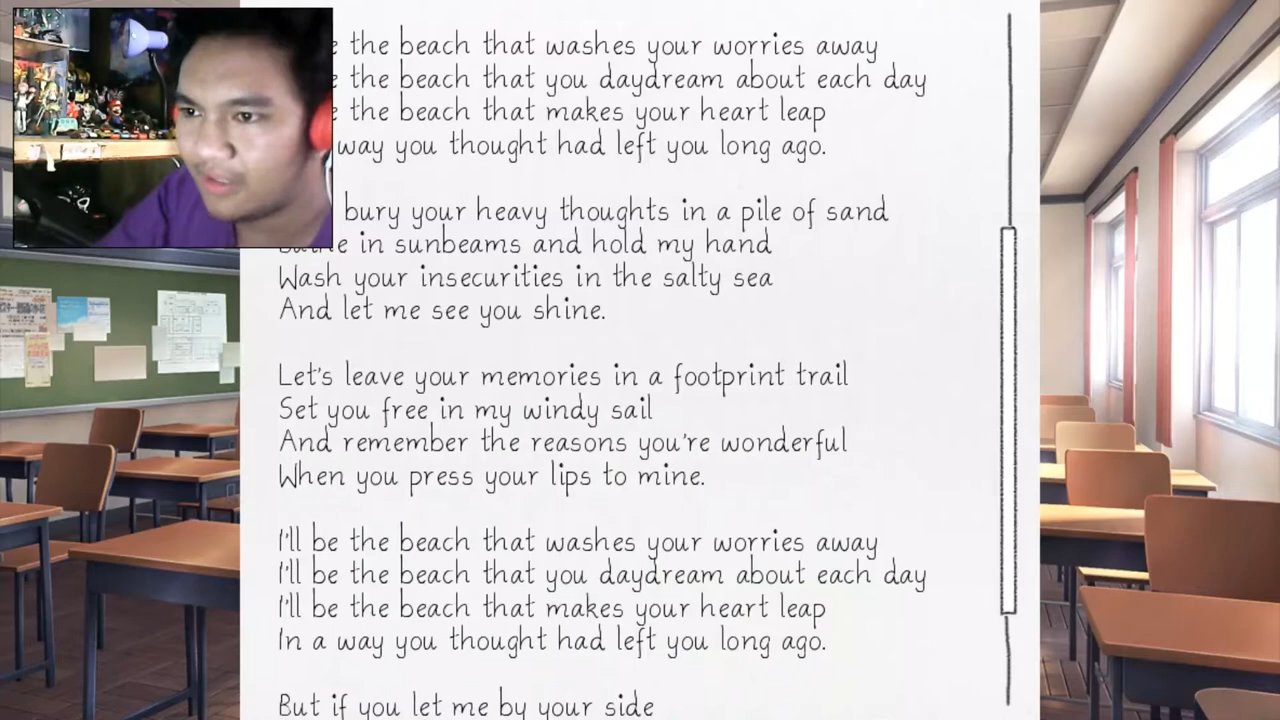 the beach that washes your worries away
the beach that you daydream about each day
the beach that makes your heart leap
way you thought had left you long ago.
bury your heavy thoughts in a pile of sand
in sunbeams and hold my hand
Wash your insecurities in the salty sea
And let me see you shine.
Let's leave your memories in a footprint trail
Set you free in my windy sail
And remember the reasons you're wonderful
When you press your lips to mine.
I'll be the beach that washes your worries away
I'll be the beach that you daydream about each day
I'll be the beach that makes your heart leap
In a way you thought had left you long ago.
But if you let me by your side